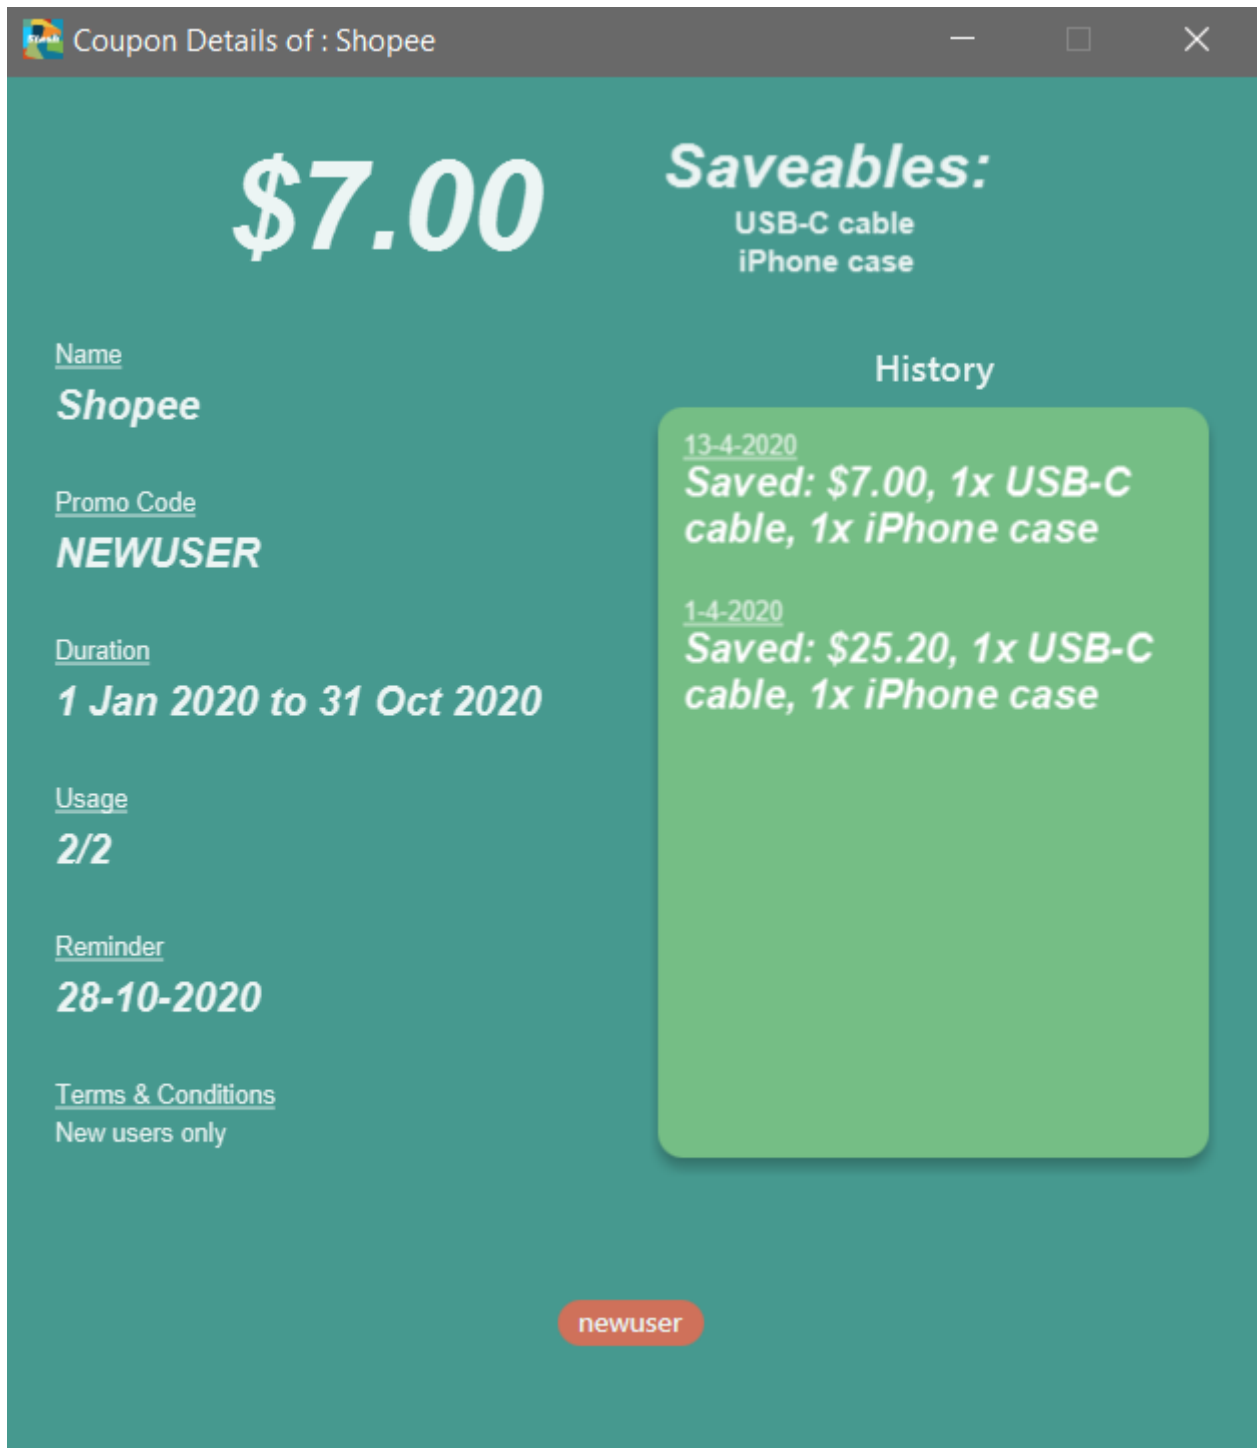 Coupon Details of : Shopee
$7.00
Saveables:
USB-C cable
iPhone case
Name
Shopee
Promo Code
NEWUSER
Duration
1 Jan 2020 to 31 Oct 2020
Usage
2/2
Reminder
28-10-2020
Terms & Conditions
New users only
History
13-4-2020
Saved: $7.00, 1x USB-C
cable, 1x iPhone case
1-4-2020
Saved: $25.20, 1x USB-C
cable, 1x iPhone case
newuser